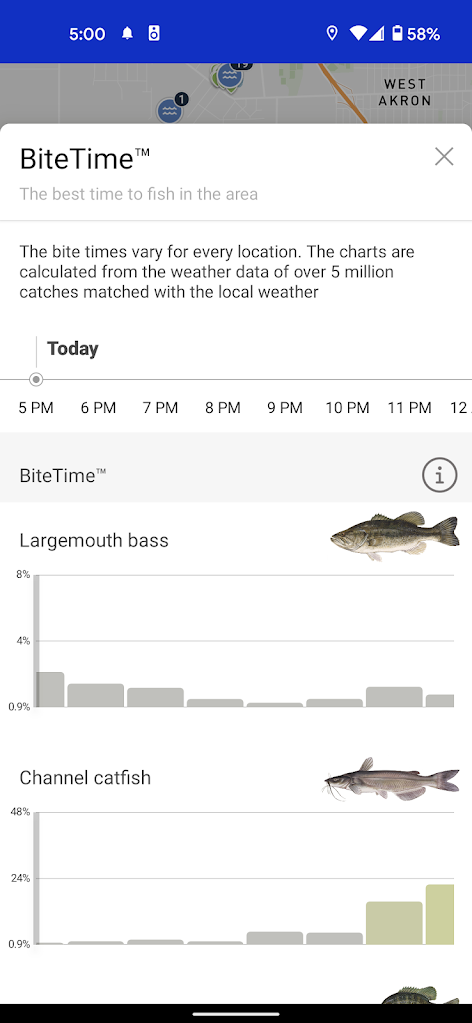 5:00
58%
19
1
WEST
AKRON
BiteTime™
The best time to fish in the area
The bite times vary for every location. The charts are
calculated from the weather data of over 5 million
catches matched with the local weather
Today
5 PM 6 PM 7 PM 8 PM 9 PM 10 PM 11 PM 12
BiteTime™
Largemouth bass
8%
4%
0.9%
Channel catfish
48%
24%
0.9%